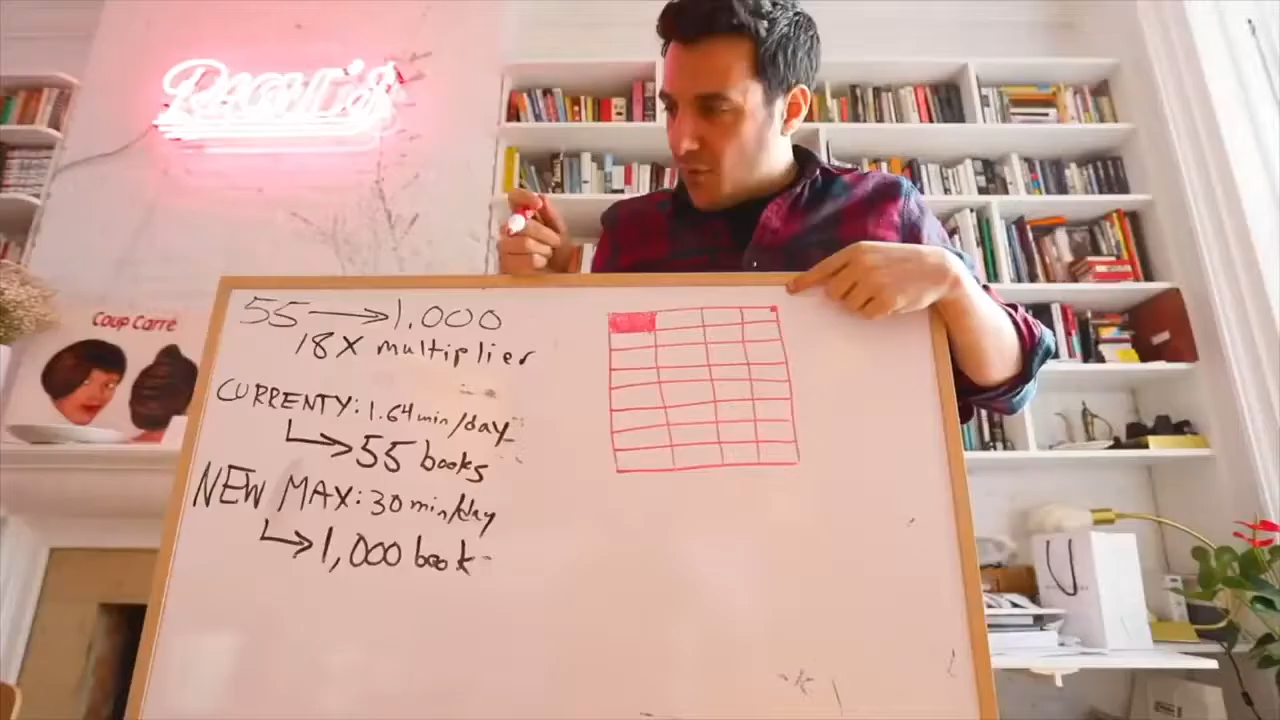 Coup Carré
55 → 1.000
18X multiplier
CURRENTY: 1.64 min/day
↳ 55 books
NEW MAX: 30 min/day
↳ 1,000 book